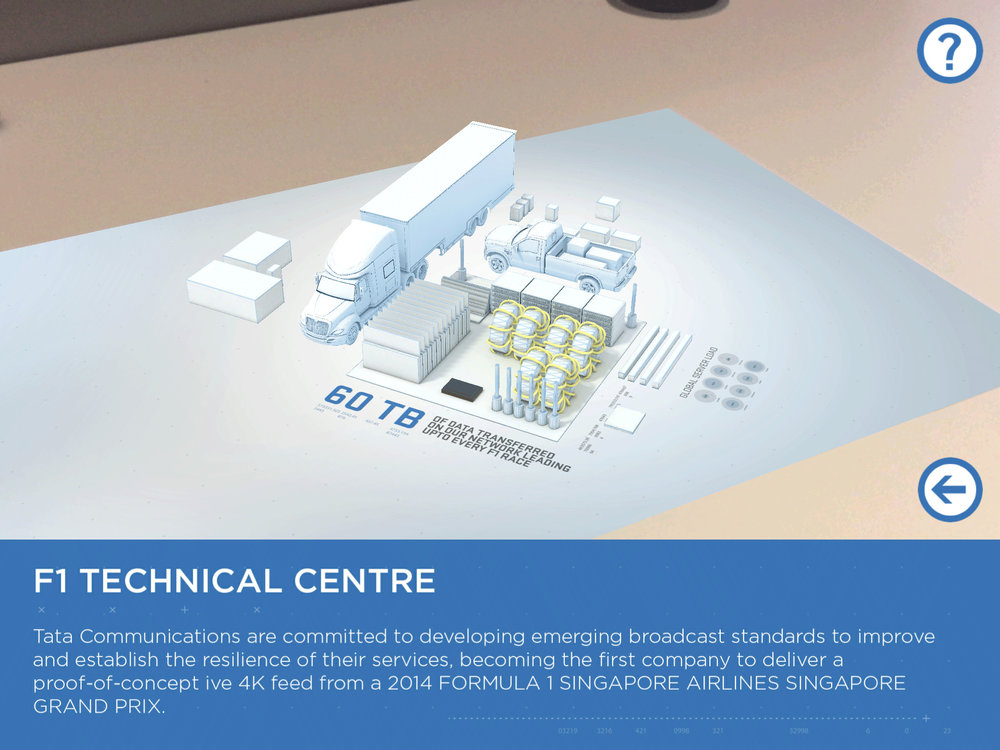 ?
60 TB
OF DATA TRANSFERRED
ON OUR NETWORK LEADING
UPTO EVERY F1 RACE
GLOBAL SERVER LOAD
F1 TECHNICAL CENTRE
Tata Communications are committed to developing emerging broadcast standards to improve
and establish the resilience of their services, becoming the first company to deliver a
proof-of-concept ive 4K feed from a 2014 FORMULA 1 SINGAPORE AIRLINES SINGAPORE
GRAND PRIX.
03219 3216 421 0998 321 32998 6 0 23